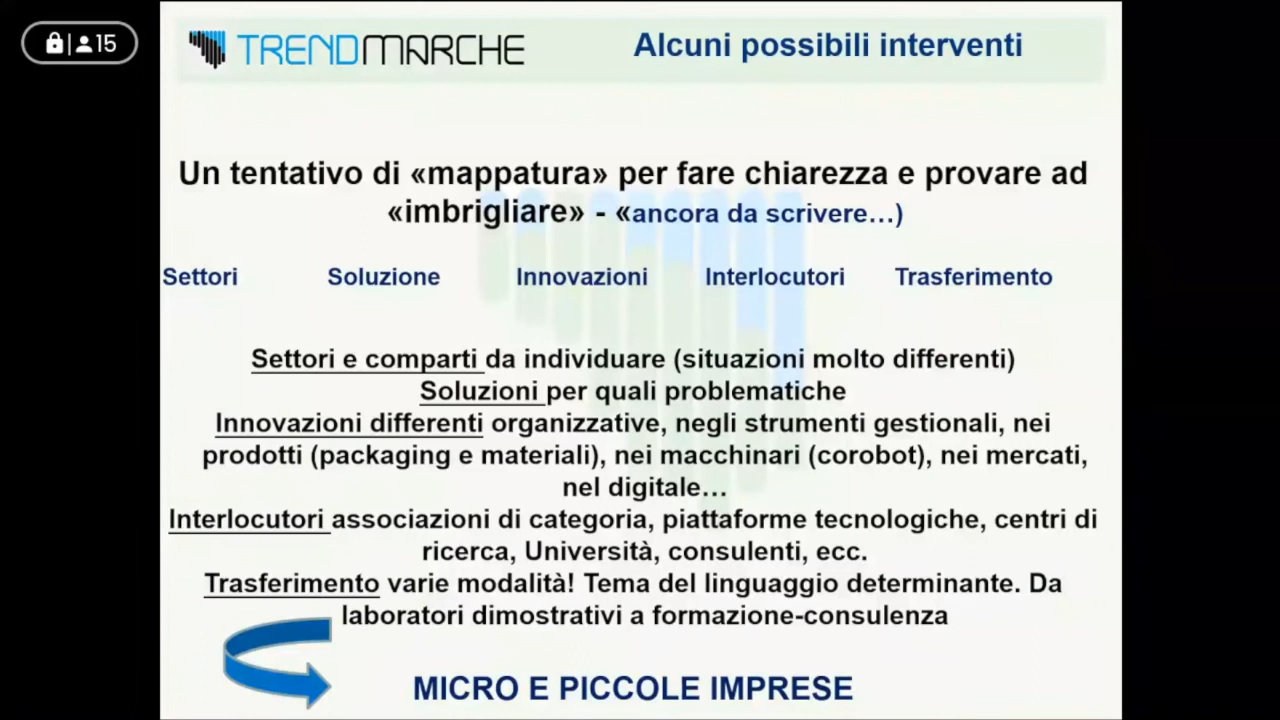 15
TRENDMARCHE
Alcuni possibili interventi
Un tentativo di «mappatura» per fare chiarezza e provare ad
«imbrigliare» - «ancora da scrivere…)
Settori Soluzione Innovazioni Interlocutori Trasferimento
Settori e comparti da individuare (situazioni molto differenti)
Soluzioni per quali problematiche
Innovazioni differenti organizzative, negli strumenti gestionali, nei
prodotti (packaging e materiali), nei macchinari (corobot), nei mercati,
nel digitale…
Interlocutori associazioni di categoria, piattaforme tecnologiche, centri di
ricerca, Università, consulenti, ecc.
Trasferimento varie modalità! Tema del linguaggio determinante. Da
laboratori dimostrativi a formazione-consulenza
MICRO E PICCOLE IMPRESE